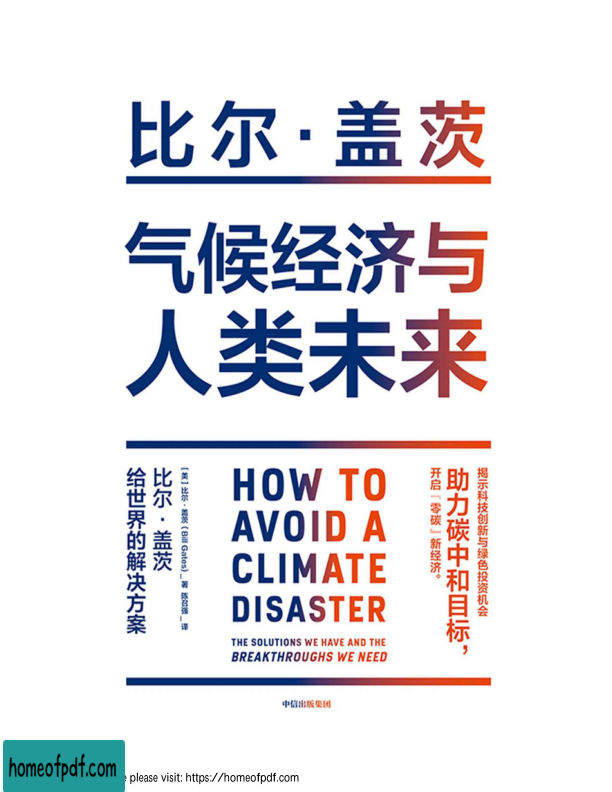 比尔·盖茨
气候经济与
人类未来
揭示科技创新与绿色投资机会
助力碳中和目标，
开启“零碳”新经济。
HOW TO
AVOID A
CLIMATE
DISASTER
THE SOLUTIONS WE HAVE AND THE
BREAKTHROUGHS WE NEED
[美]比尔·盖茨（Bill Gates）_著 陈召强_译
比尔·盖茨
给世界的解决方案
中信出版集团
homeofpdf.com
please visit: https://homeofpdf.com